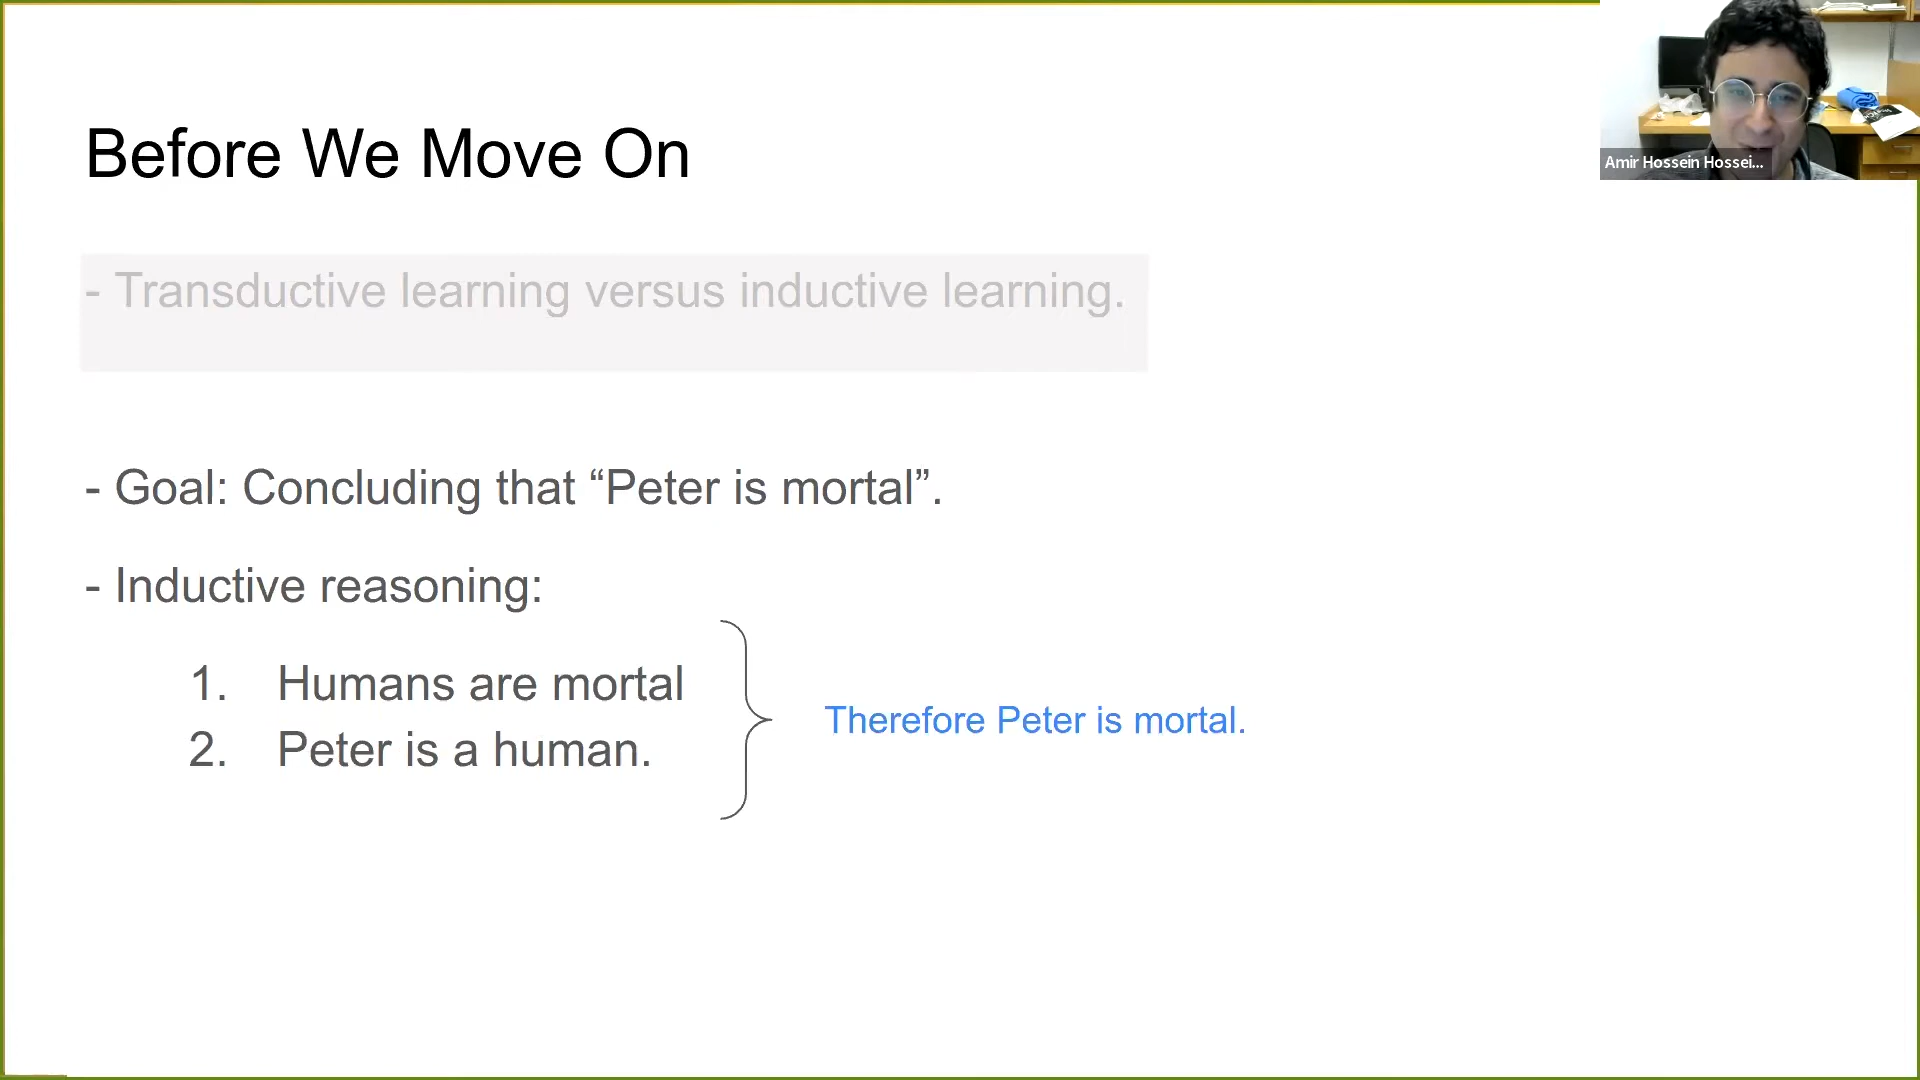 Before We Move On
Amir Hossein Hossei...
- Transductive learning versus inductive learning.
- Goal: Concluding that “Peter is mortal”.
- Inductive reasoning:
1. Humans are mortal
2. Peter is a human.
Therefore Peter is mortal.